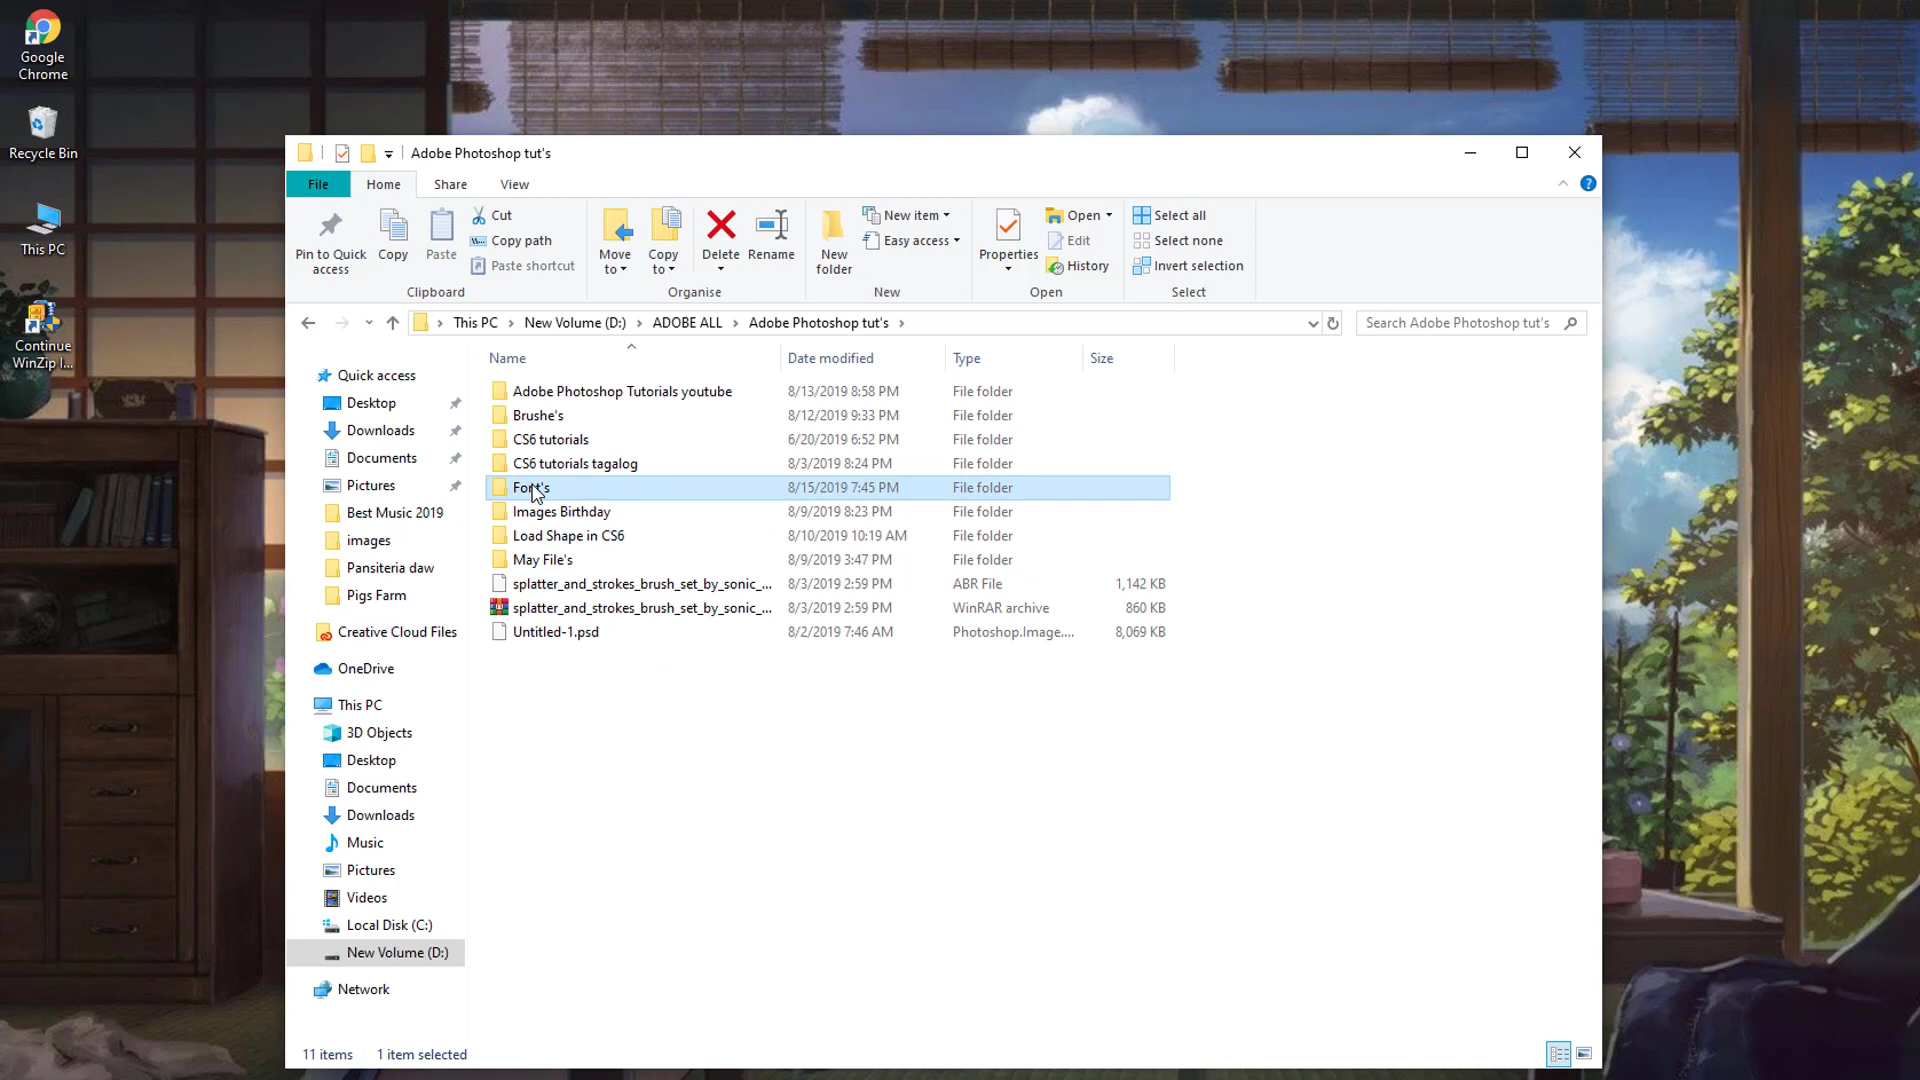 Google
Chrome
Recycle Bin
This PC
Continue
WinZip I...
Adobe Photoshop tut's
File Home Share View
Pin to Quick
access
Copy
Paste
Cut
Copy path
Paste shortcut
Clipboard
Move
to
Copy
to
Delete
Rename
Organise
New
folder
New item
Easy access
New
Properties
Open
Edit
History
Open
Select all
Select none
Invert selection
Select
This PC > New Volume (D:) > ADOBE ALL > Adobe Photoshop tut's >
Search Adobe Photoshop tut's
Quick access
Desktop
Downloads
Documents
Pictures
Best Music 2019
images
Pansiteria daw
Pigs Farm
Creative Cloud Files
OneDrive
This PC
3D Objects
Desktop
Documents
Downloads
Music
Pictures
Videos
Local Disk (C:)
New Volume (D:)
Network
Name Date modified Type Size
Adobe Photoshop Tutorials youtube 8/13/2019 8:58 PM File folder
Brushe's 8/12/2019 9:33 PM File folder
CS6 tutorials 6/20/2019 6:52 PM File folder
CS6 tutorials tagalog 8/3/2019 8:24 PM File folder
Font's 8/15/2019 7:45 PM File folder
Images Birthday 8/9/2019 8:23 PM File folder
Load Shape in CS6 8/10/2019 10:19 AM File folder
May File's 8/9/2019 3:47 PM File folder
splatter_and_strokes_brush_set_by_sonic_... 8/3/2019 2:59 PM ABR File 1,142 KB
splatter_and_strokes_brush_set_by_sonic_... 8/3/2019 2:59 PM WinRAR archive 860 KB
Untitled-1.psd 8/2/2019 7:46 AM Photoshop.Image.... 8,069 KB
11 items 1 item selected